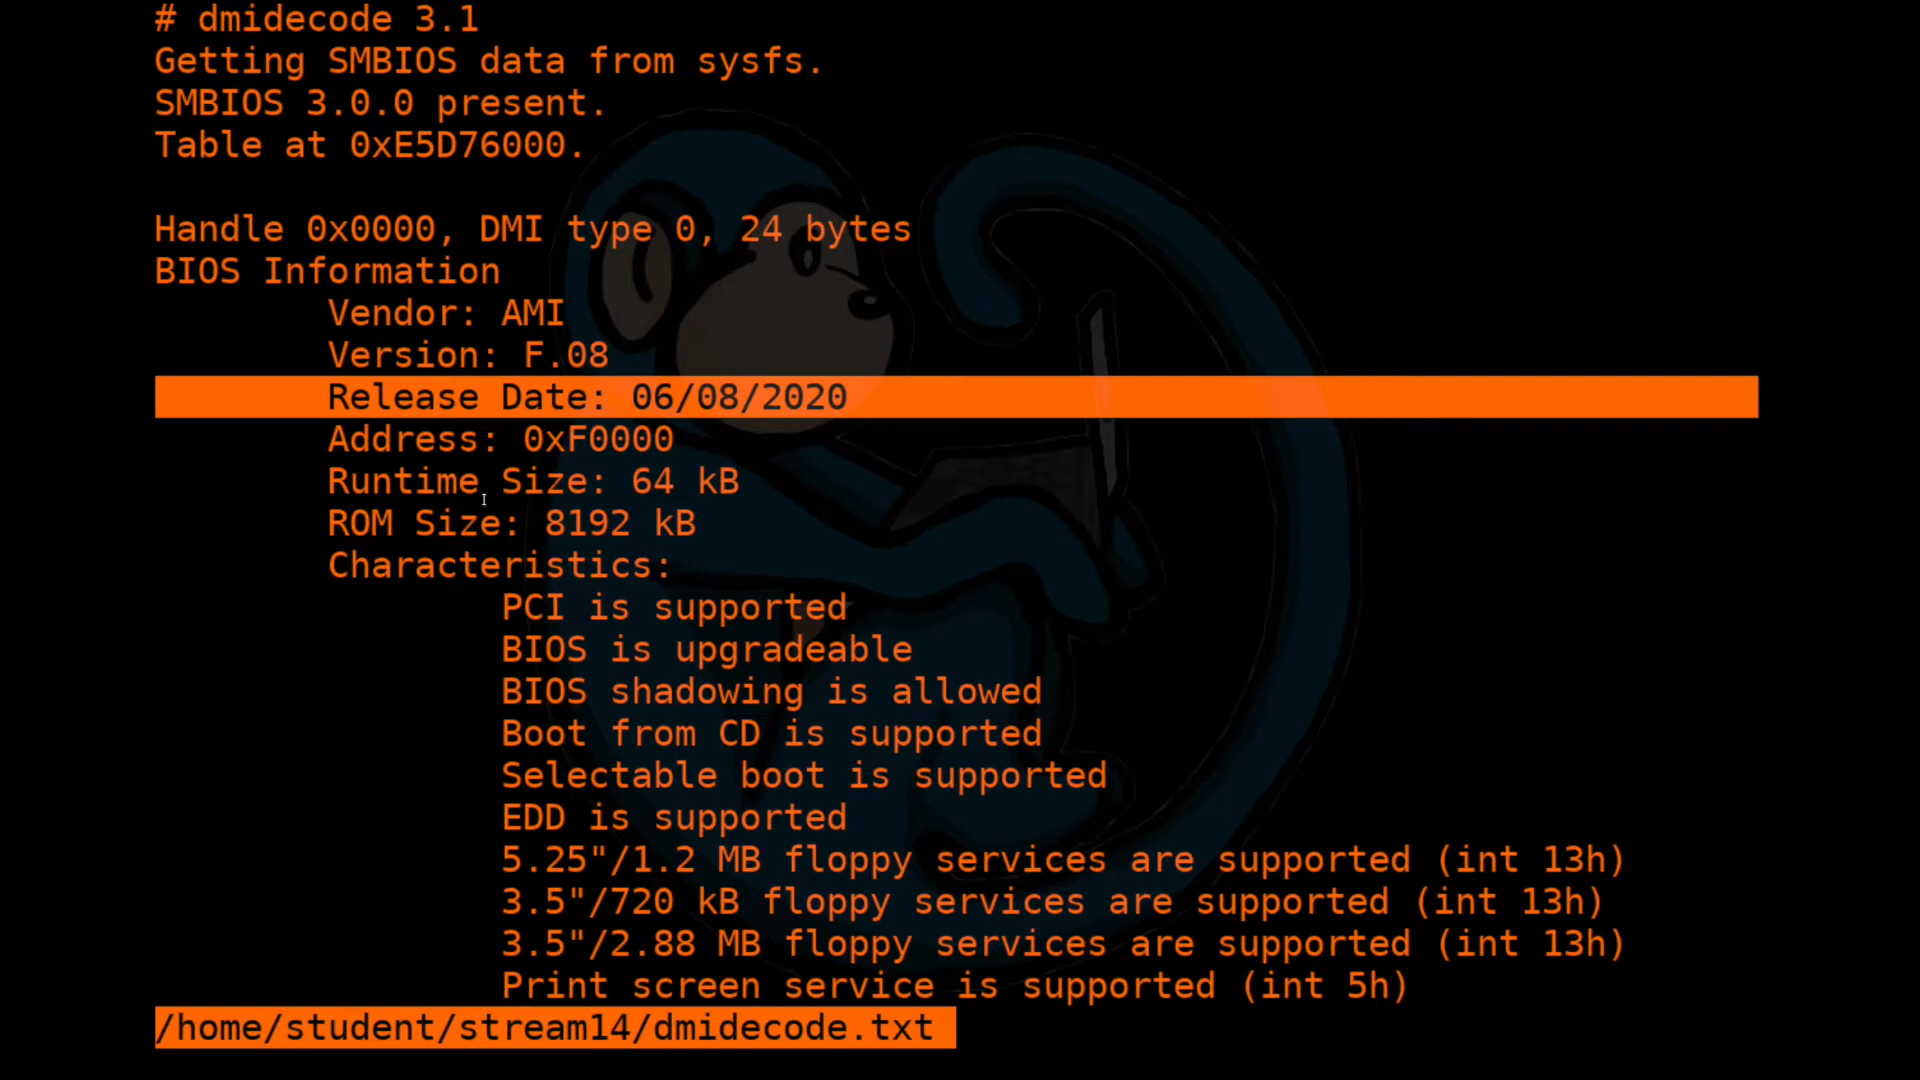 # dmidecode 3.1
Getting SMBIOS data from sysfs.
SMBIOS 3.0.0 present.
Table at 0xE5D76000.
Handle 0x0000, DMI type 0, 24 bytes
BIOS Information
Vendor: AMI
Version: F.08
Release Date: 06/08/2020
Address: 0xF0000
Runtime Size: 64 kB
ROM Size: 8192 kB
Characteristics:
PCI is supported
BIOS is upgradeable
BIOS shadowing is allowed
Boot from CD is supported
Selectable boot is supported
EDD is supported
5.25"/1.2 MB floppy services are supported (int 13h)
3.5"/720 kB floppy services are supported (int 13h)
3.5"/2.88 MB floppy services are supported (int 13h)
Print screen service is supported (int 5h)
/home/student/stream14/dmidecode.txt